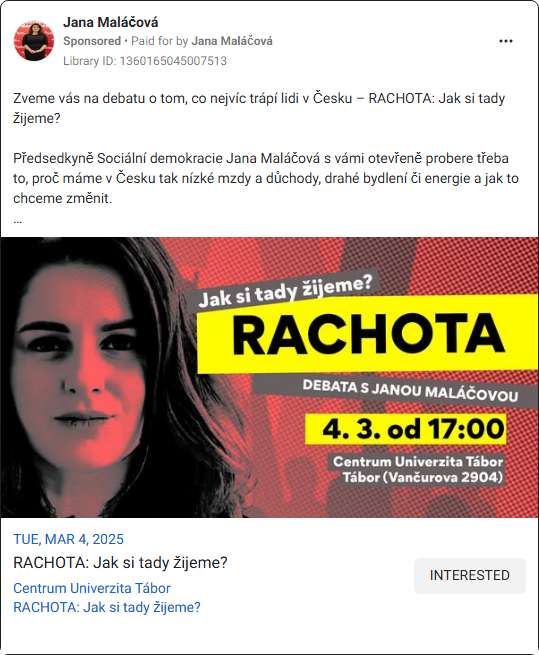 Jana Maláčová
Sponsored • Paid for by Jana Maláčová
Library ID: 1360165045007513
Zveme vás na debatu o tom, co nejvíc trápí lidi v Česku – RACHOTA: Jak si tady
žijeme?
Předsedkyně Sociální demokracie Jana Maláčová s vámi otevřeně probere třeba
to, proč máme v Česku tak nízké mzdy a důchody, drahé bydlení či energie a jak to
chceme změnit.
...
Jak si tady žijeme?
RACHOTA
DEBATA S JANOU MALÁČOVOU
4. 3. od 17:00
Centrum Univerzita Tábor
Tábor (Vančurova 2904)
TUE, MAR 4, 2025
RACHOTA: Jak si tady žijeme?
Centrum Univerzita Tábor
RACHOTA: Jak si tady žijeme?
INTERESTED